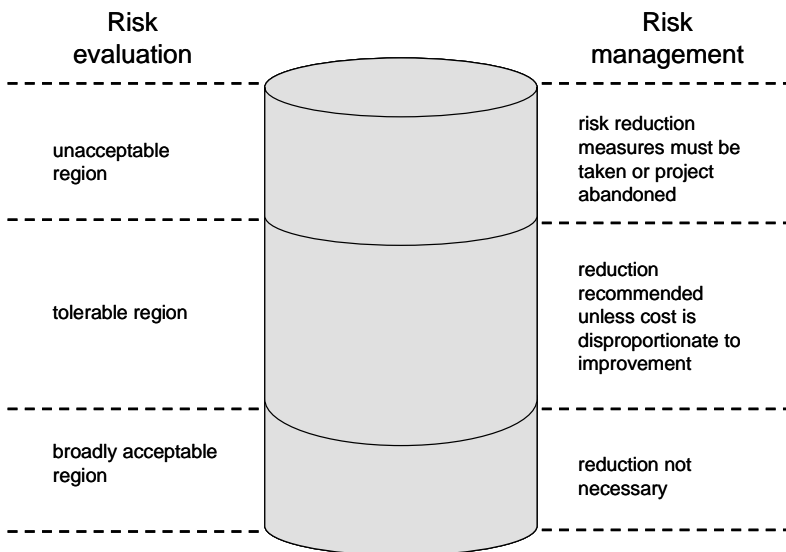 Risk
evaluation
Risk
management
unacceptable
region
risk reduction
measures must be
taken or project
abandoned
tolerable region
reduction
recommended
unless cost is
disproportionate to
improvement
broadly acceptable
region
reduction not
necessary